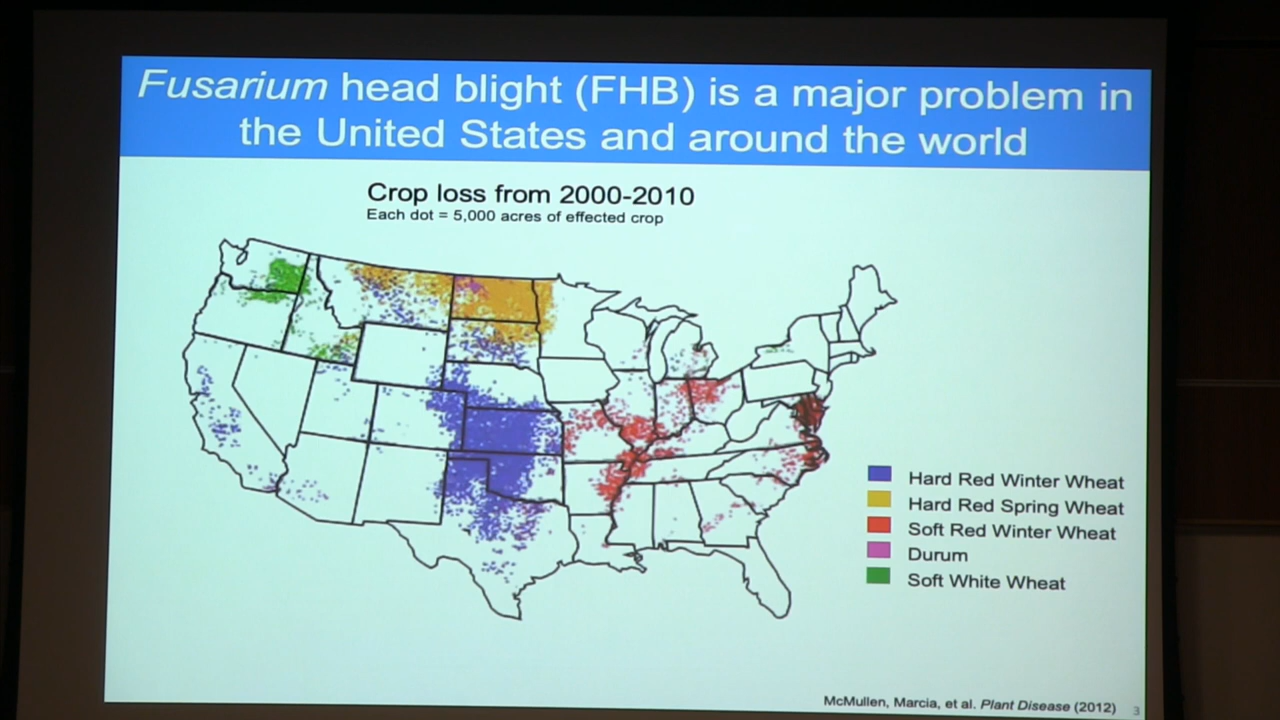 Fusarium head blight (FHB) is a major problem in
the United States and around the world
Crop loss from 2000-2010
Each dot = 5,000 acres of effected crop
Hard Red Winter Wheat
Hard Red Spring Wheat
Soft Red Winter Wheat
Durum
Soft White Wheat
McMullen, Marcia, et al. Plant Disease (2012)
3